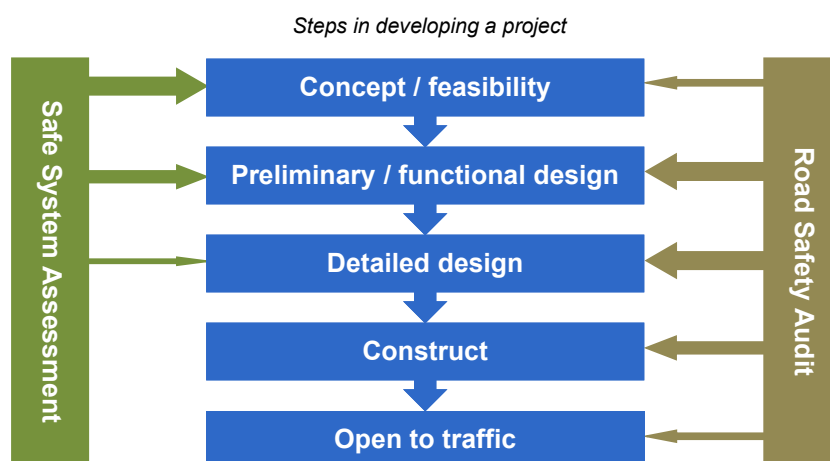 Steps in developing a project
Safe System Assessment
Concept / feasibility
Preliminary / functional design
Detailed design
Construct
Open to traffic
Road Safety Audit